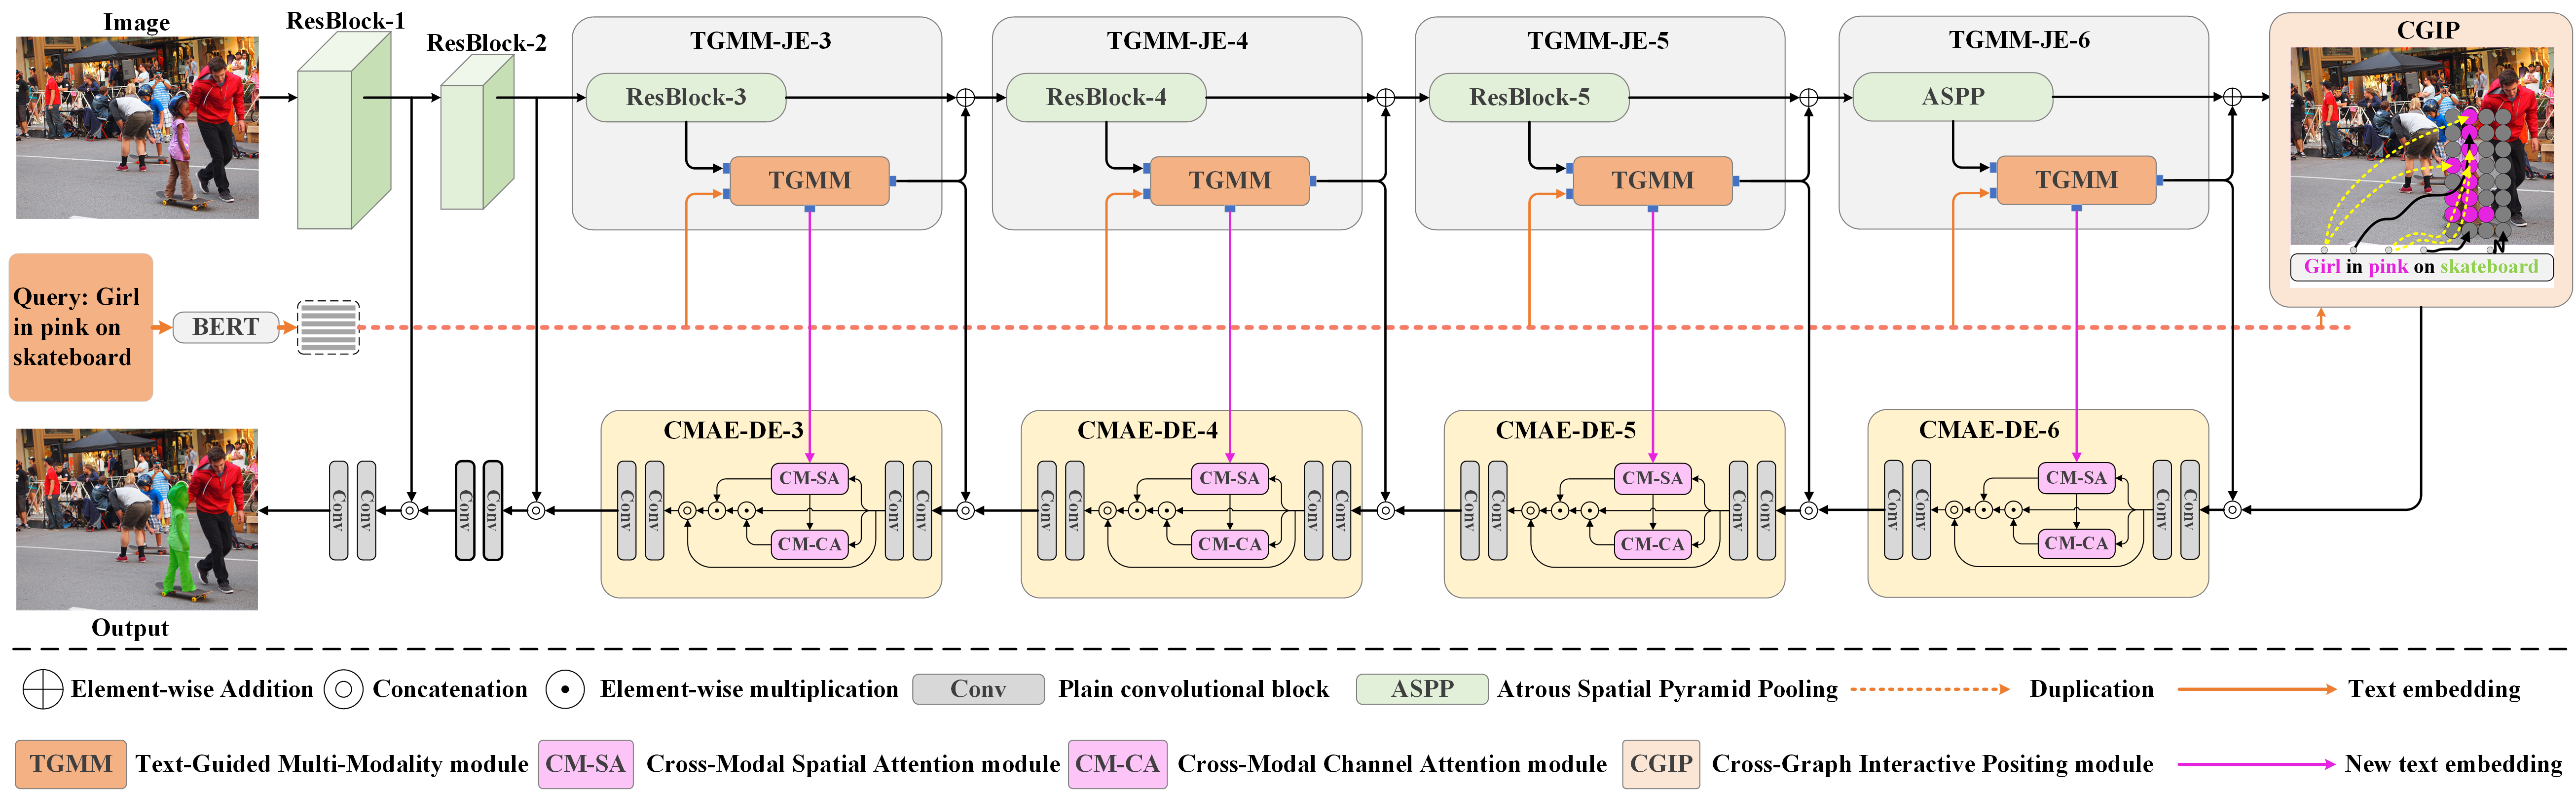 Image
ResBlock-1
ResBlock-2
TGMM-JE-3
ResBlock-3
TGMM
TGMM-JE-4
ResBlock-4
TGMM
TGMM-JE-5
ResBlock-5
TGMM
TGMM-JE-6
ASPP
TGMM
CGIP
N
Girl in pink on skateboard
Query: Girl
in pink on
skateboard
BERT
Output
Conv
Conv
Conv
Conv
CMAE-DE-3
Conv
Conv
CM-SA
CM-CA
Conv
Conv
CMAE-DE-4
Conv
Conv
CM-SA
CM-CA
Conv
Conv
CMAE-DE-5
Conv
Conv
CM-SA
CM-CA
Conv
Conv
CMAE-DE-6
Conv
Conv
CM-SA
CM-CA
Conv
Conv
Element-wise Addition
Concatenation
Element-wise multiplication
Conv
Plain convolutional block
ASPP
Atrous Spatial Pyramid Pooling
Duplication
Text embedding
TGMM
Text-Guided Multi-Modality module
CM-SA
Cross-Modal Spatial Attention module
CM-CA
Cross-Modal Channel Attention module
CGIP
Cross-Graph Interactive Positing module
New text embedding